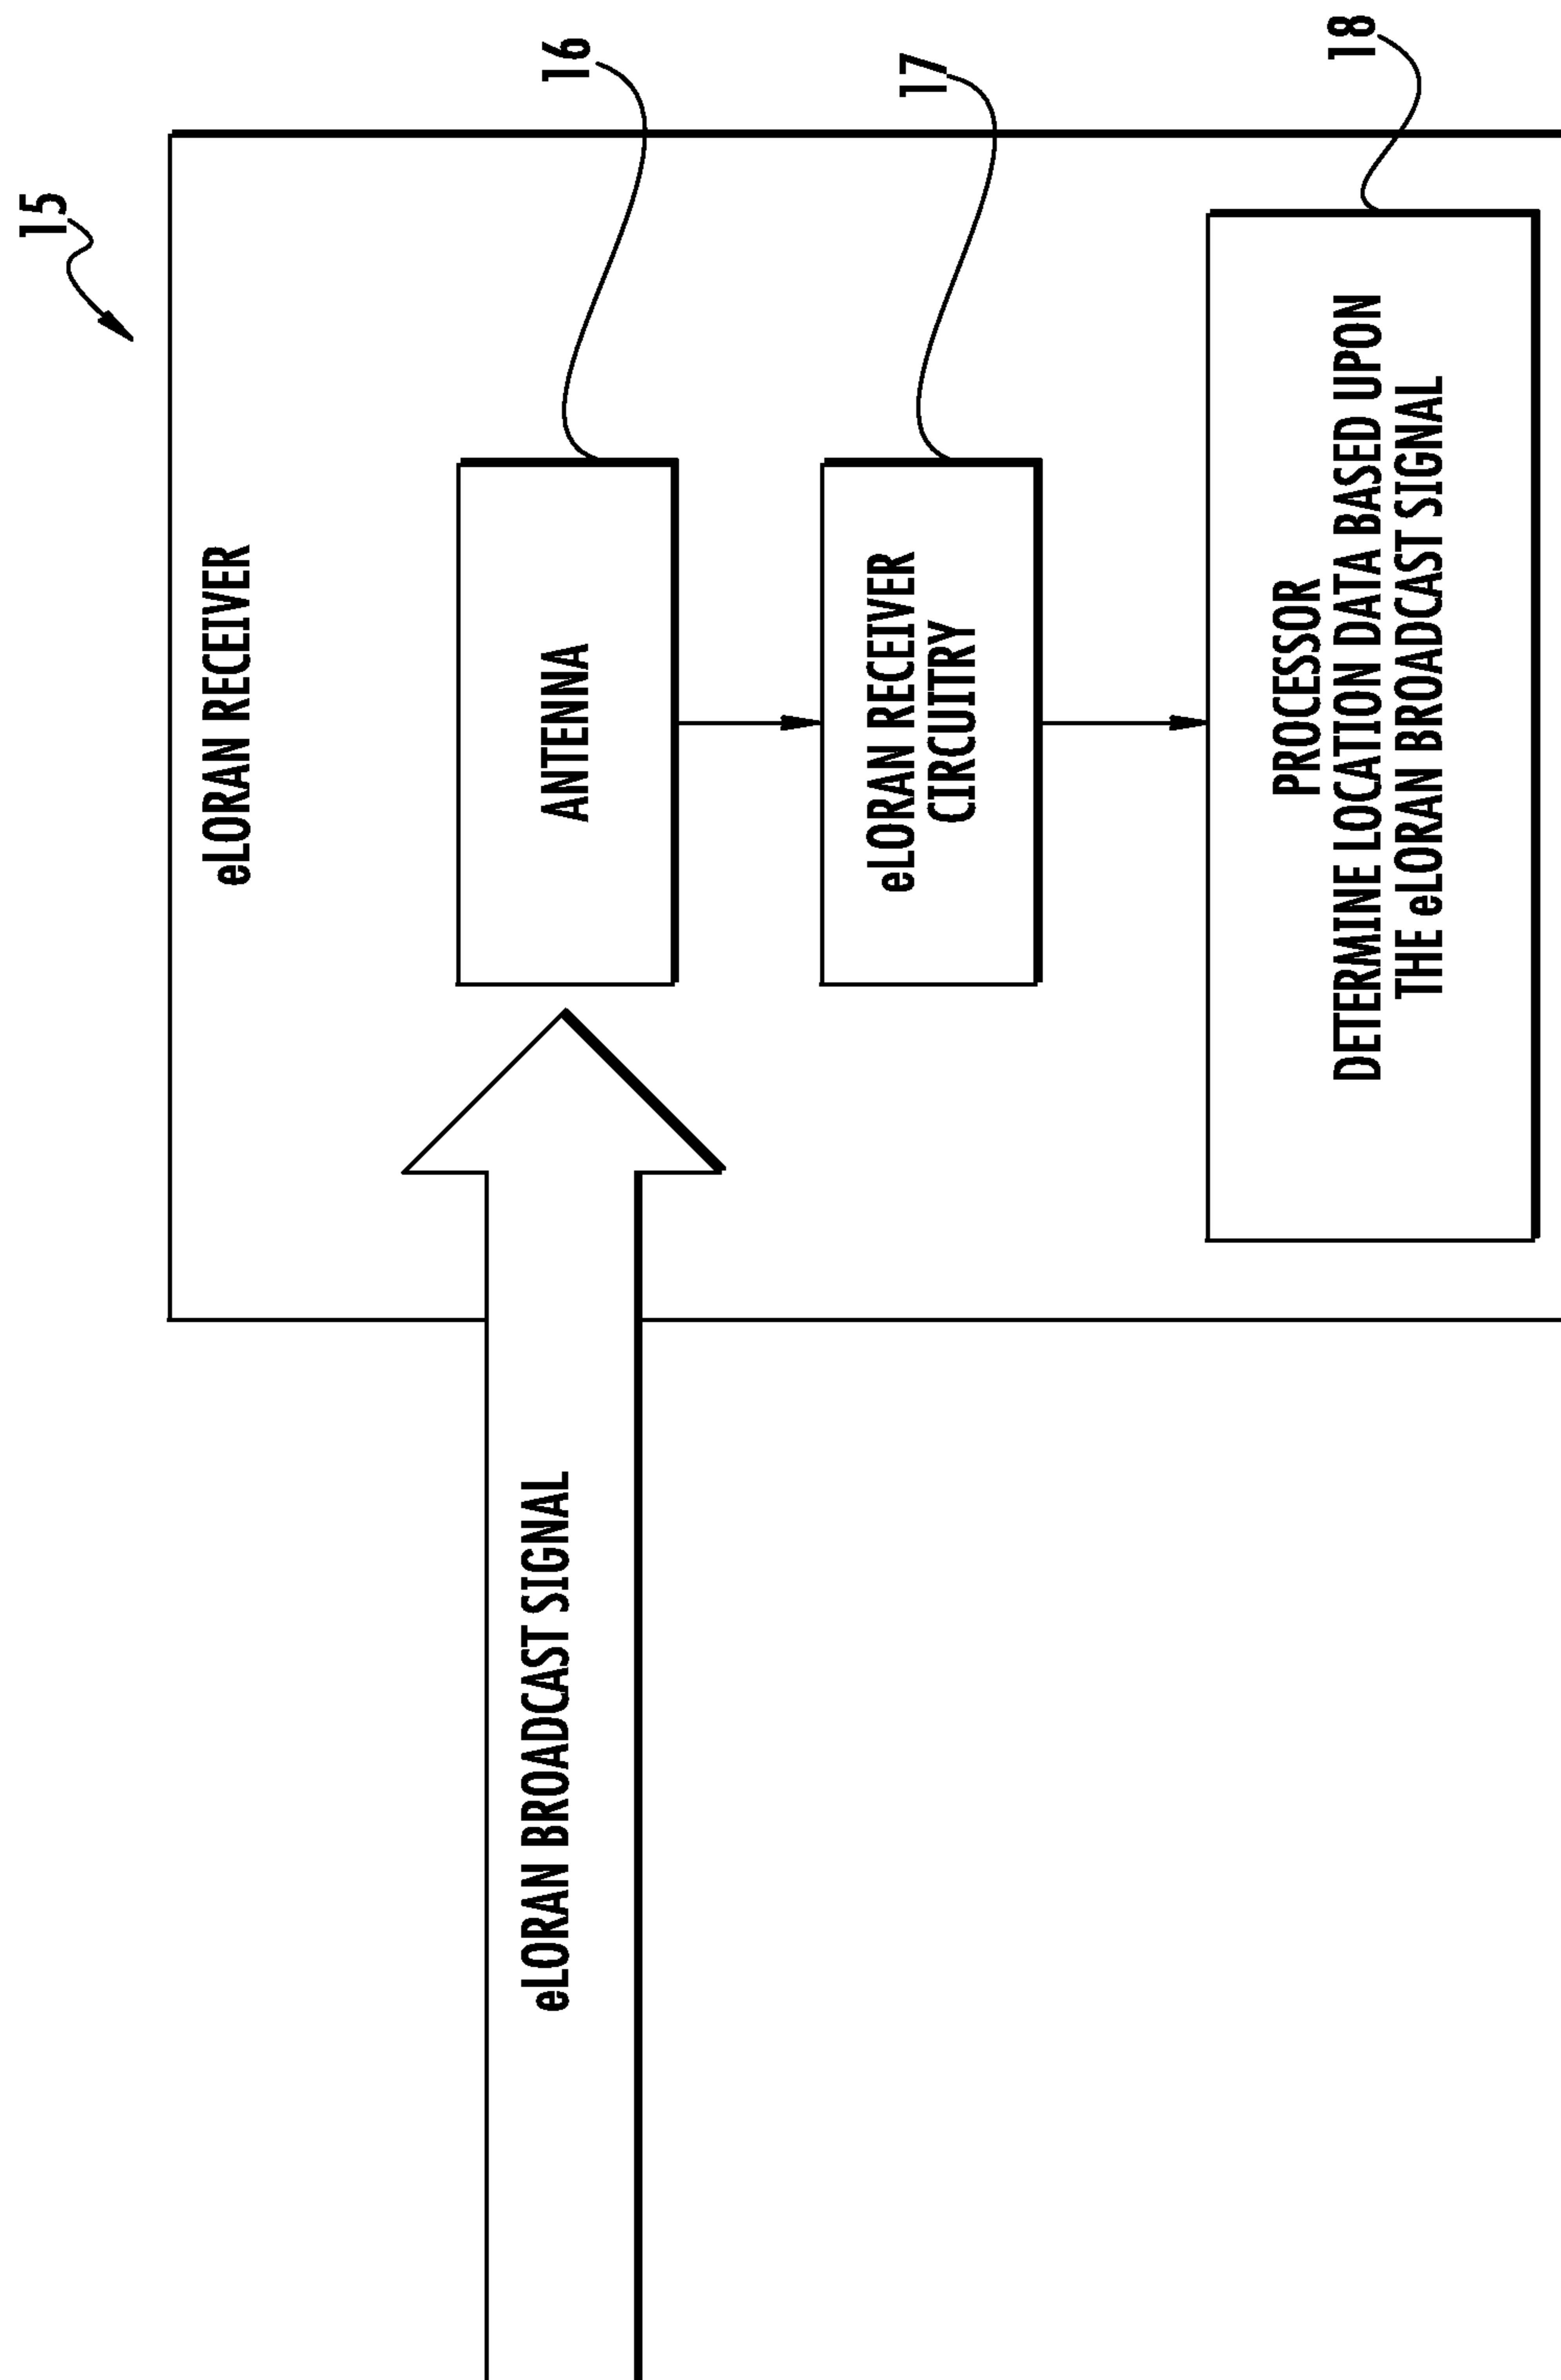 15
eLORAN RECEIVER
16
ANTENNA
17
eLORAN RECEIVER
CIRCUITRY
18
PROCESSOR
DETERMINE LOCATION DATA BASED UPON
THE eLORAN BROADCAST SIGNAL
eLORAN BROADCAST SIGNAL